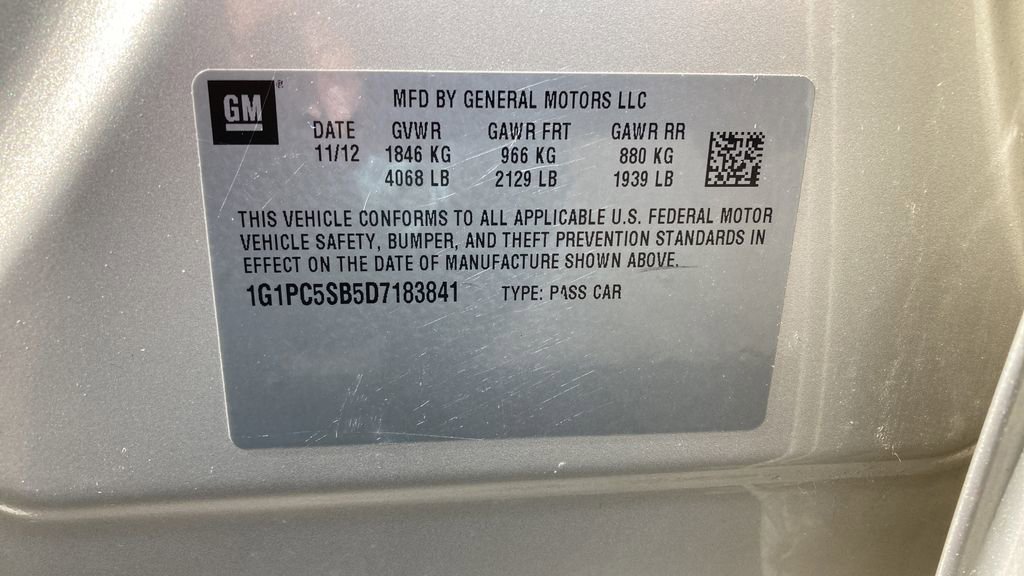 GM ®
MFD BY GENERAL MOTORS LLC
DATE GVWR GAWR FRT GAWR RR
11/12 1846 KG 966 KG 880 KG
4068 LB 2129 LB 1939 LB
THIS VEHICLE CONFORMS TO ALL APPLICABLE U.S. FEDERAL MOTOR
VEHICLE SAFETY, BUMPER, AND THEFT PREVENTION STANDARDS IN
EFFECT ON THE DATE OF MANUFACTURE SHOWN ABOVE.
1G1PC5SB5D7183841 TYPE: PASS CAR